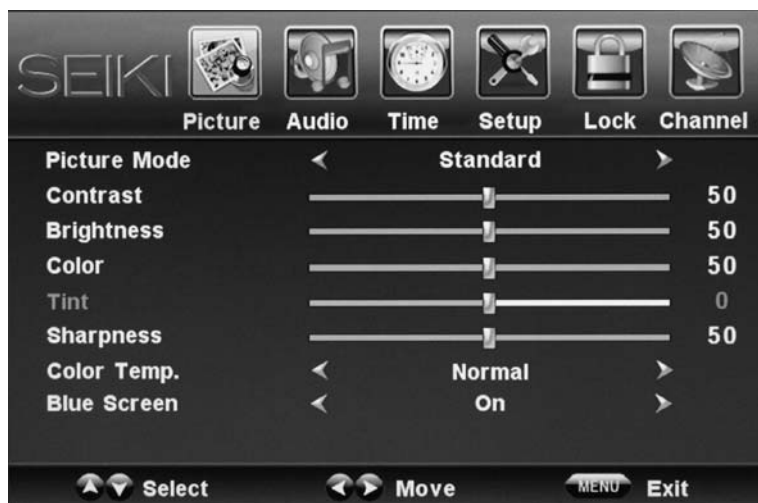 SEIKI
Picture Audio Time Setup Lock Channel
Picture Mode Standard
Contrast 50
Brightness 50
Color 50
Tint 0
Sharpness 50
Color Temp. Normal
Blue Screen On
Select Move MENU Exit